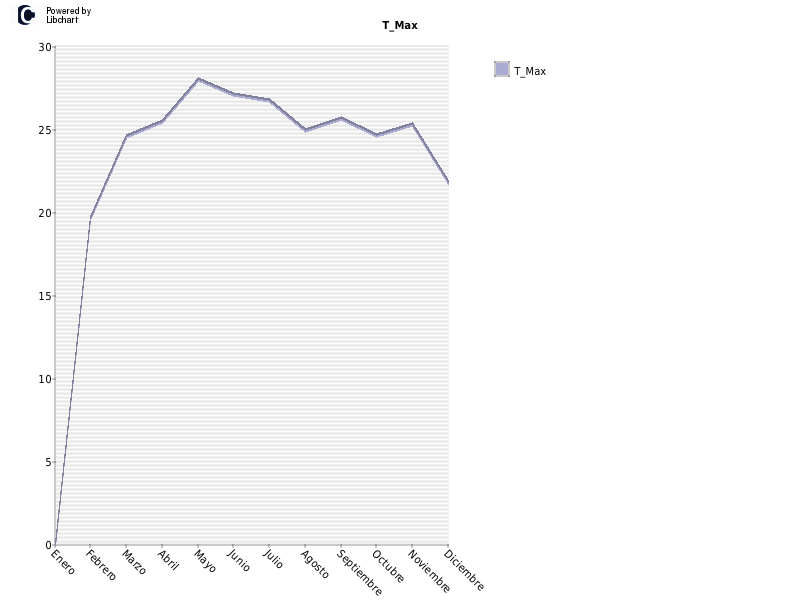 Powered by
Libchart
T_Max
30
25
20
15
10
5
0
Enero
Febrero
Marzo
Abril
Mayo
Junio
Julio
Agosto
Septiembre
Octubre
Noviembre
Diciembre
T_Max